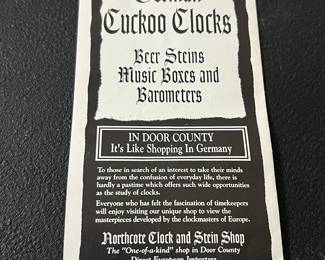 German
Cuckoo Clocks
Beer Steins
Music Boxes and
Barometers
IN DOOR COUNTY
It's Like Shopping In Germany
To those in search of an interest to take their minds
away from the confusion of everyday life, there is
hardly a pastime which offers such wide opportunities
as the study of clocks.
Everyone who has felt the fascination of timekeepers
will enjoy visiting our unique shop to view the
masterpieces developed by the clockmasters of Europe.
Northcote Clock and Stein Shop
The "One-of-a-kind" shop in Door County
Direct European Importers